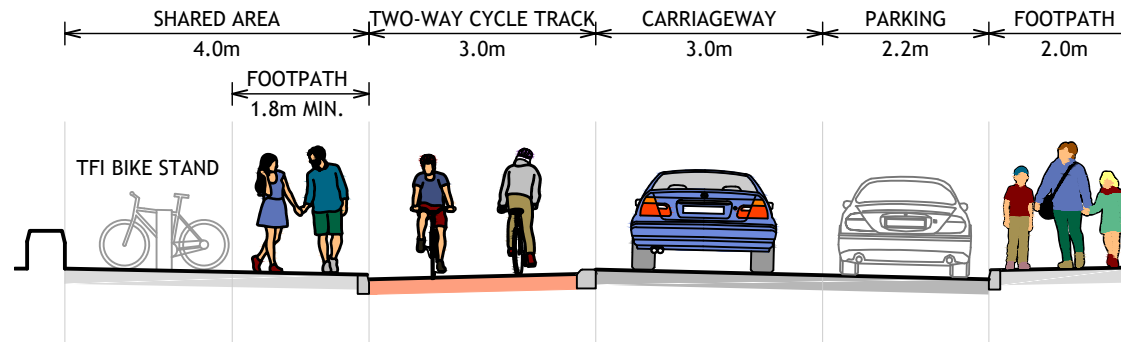 SHARED AREA
4.0m
TWO-WAY CYCLE TRACK
3.0m
CARRIAGEWAY
3.0m
PARKING
2.2m
FOOTPATH
2.0m
FOOTPATH
1.8m MIN.
TFI BIKE STAND